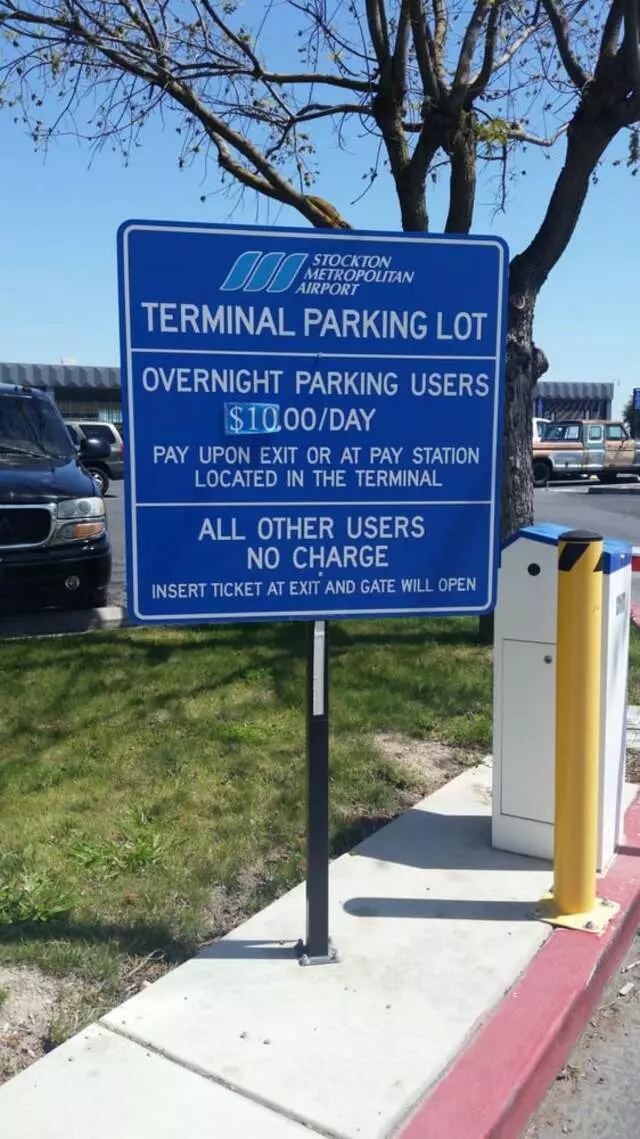 STOCKTON
METROPOLITAN
AIRPORT
TERMINAL PARKING LOT
OVERNIGHT PARKING USERS
$10.00/DAY
PAY UPON EXIT OR AT PAY STATION
LOCATED IN THE TERMINAL
ALL OTHER USERS
NO CHARGE
INSERT TICKET AT EXIT AND GATE WILL OPEN